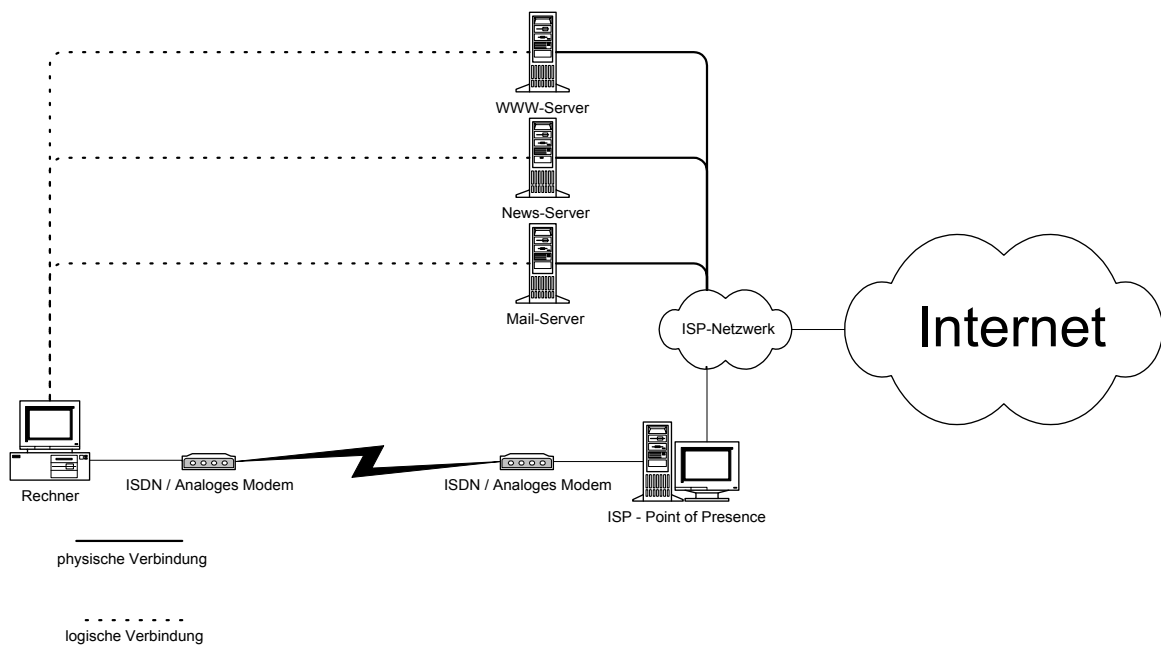 WWW-Server
News-Server
Mail-Server
ISP-Netzwerk
Internet
Rechner
ISDN / Analoges Modem
ISDN / Analoges Modem
ISP - Point of Presence
physische Verbindung
logische Verbindung